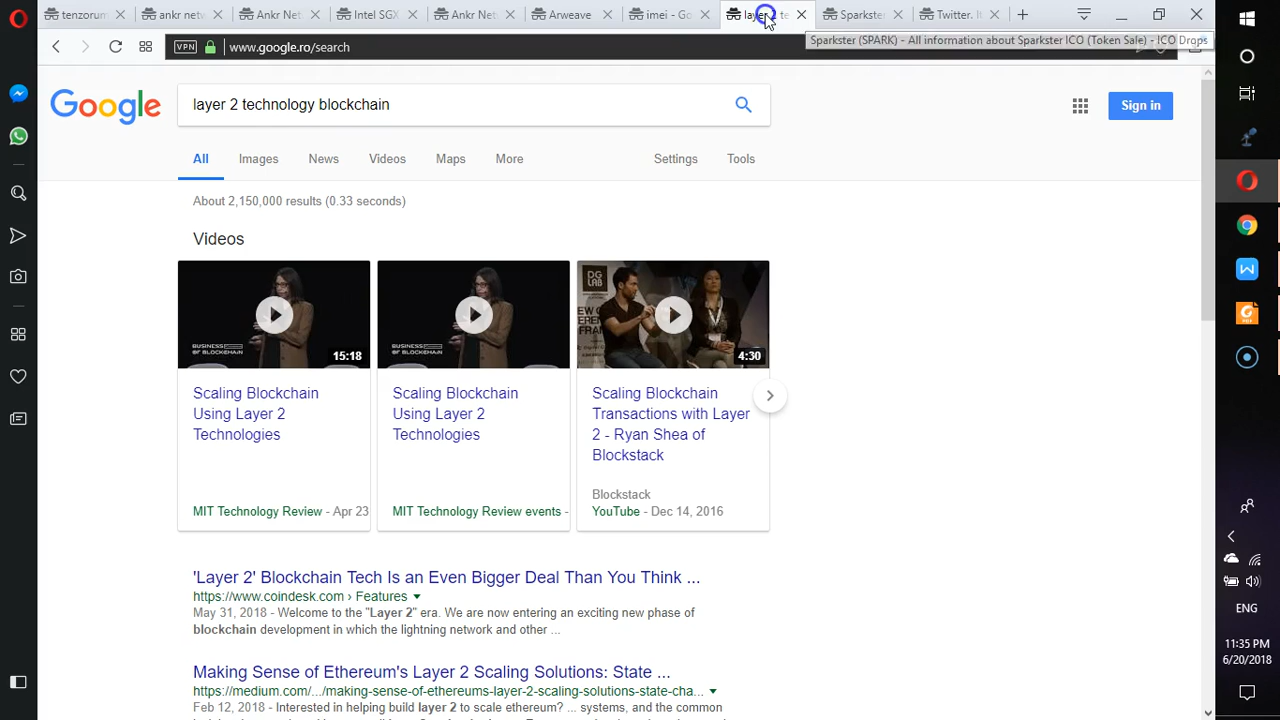 tenzorum
ankr netw
Ankr Net
Intel SGX
Ankr Net
Arweave
imei - Go
Sparkster
Twitter. It
VPN
www.google.ro/search
Sparkster (SPARK) - All information about Sparkster ICO (Token Sale) - ICO Drops
Google
layer 2 technology blockchain
Sign in
All
Images
News
Videos
Maps
More
Settings
Tools
About 2,150,000 results (0.33 seconds)
Videos
BUSINESS OF BLOCKCHAIN
15:18
BUSINESS OF BLOCKCHAIN
DG LAB
4:30
Scaling Blockchain
Using Layer 2
Technologies
MIT Technology Review - Apr 23
Scaling Blockchain
Using Layer 2
Technologies
MIT Technology Review events -
Scaling Blockchain
Transactions with Layer
2 - Ryan Shea of
Blockstack
Blockstack
YouTube - Dec 14, 2016
'Layer 2' Blockchain Tech Is an Even Bigger Deal Than You Think ...
https://www.coindesk.com › Features
May 31, 2018 - Welcome to the "Layer 2" era. We are now entering an exciting new phase of
blockchain development in which the lightning network and other ...
Making Sense of Ethereum's Layer 2 Scaling Solutions: State ...
https://medium.com/.../making-sense-of-ethereums-layer-2-scaling-solutions-state-cha...
Feb 12, 2018 - Interested in helping build layer 2 to scale ethereum? ... systems, and the common
ENG
11:35 PM
6/20/2018